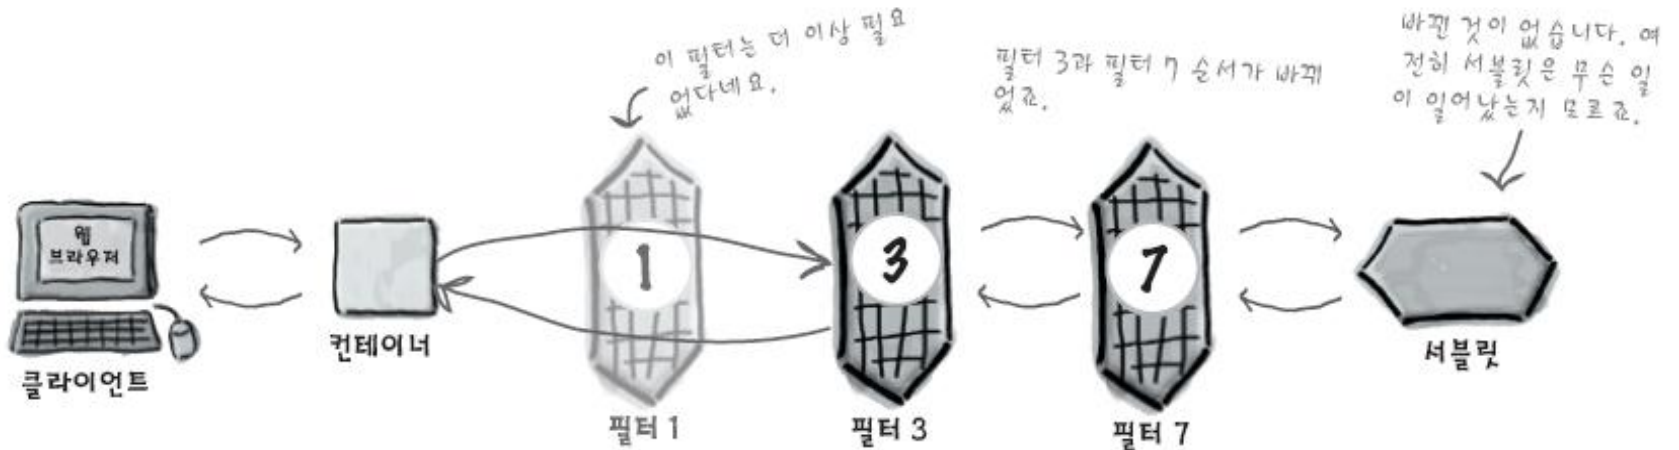 이 필터는 더 이상 필요
없다네요.
필터 3과 필터 7 순서가 바뀌
었죠.
바뀐 것이 없습니다. 여
전히 서블릿은 무슨 일
이 일어났는지 모르죠.
웹
브라우저
1
3
7
클라이언트
컨테이너
필터 1
필터 3
필터 7
서블릿